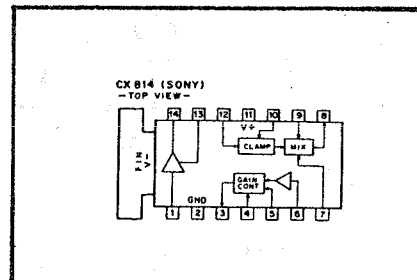 CX 814 (SONY)
-TOP VIEW-
14 13 12 11 10 9 8
V+
CLAMP MIX
FIN
V-
GAIN
CONT
GND
1 2 3 4 5 6 7